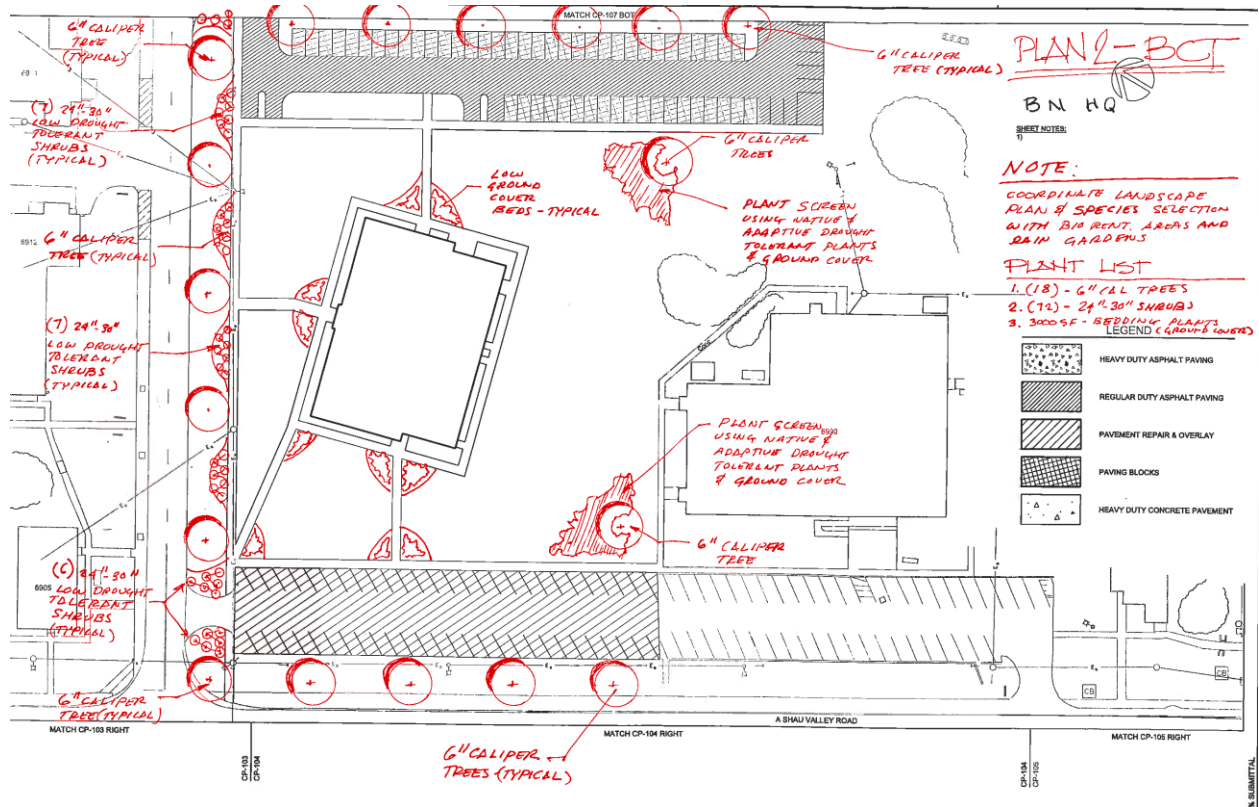 MATCH CP-107 BOT
6" CALIPER
TREE
(TYPICAL)
6" CALIPER
TREE (TYPICAL)
PLAN 2 - BCT
BN HQ
SHEET NOTES:
1)
NOTE:
COORDINATE LANDSCAPE
PLAN & SPECIES SELECTION
WITH BIO RENT. AREAS AND
RAIN GARDENS
PLANT LIST
1. (18) - 6" CAL TREES
2. (72) - 24"-30" SHRUBS
3. 3000 SF - BEDDING PLANTS
(GROUND COVERS)
LEGEND
HEAVY DUTY ASPHALT PAVING
REGULAR DUTY ASPHALT PAVING
PAVEMENT REPAIR & OVERLAY
PAVING BLOCKS
HEAVY DUTY CONCRETE PAVEMENT
(7) 24"-30"
LOW DROUGHT
TOLERANT
SHRUBS
(TYPICAL)
6" CALIPER
TREES
LOW
GROUND
COVER
BEDS - TYPICAL
PLANT SCREEN
USING NATIVE &
ADAPTIVE DROUGHT
TOLERANT PLANTS
& GROUND COVER
6912
6" CALIPER
TREE (TYPICAL)
(7) 24"-30"
LOW DROUGHT
TOLERANT
SHRUBS
(TYPICAL)
PLANT SCREEN
USING NATIVE &
ADAPTIVE DROUGHT
TOLERANT PLANTS
& GROUND COVER
6" CALIPER
TREE
6905
(6) 24"-30"
LOW DROUGHT
TOLERANT
SHRUBS
(TYPICAL)
6" CALIPER
TREE (TYPICAL)
CB
CB
A SHAU VALLEY ROAD
MATCH CP-103 RIGHT
MATCH CP-104 RIGHT
MATCH CP-105 RIGHT
CP-103
CP-104
CP-104
CP-105
6" CALIPER
TREES (TYPICAL)
% SUBMITTAL